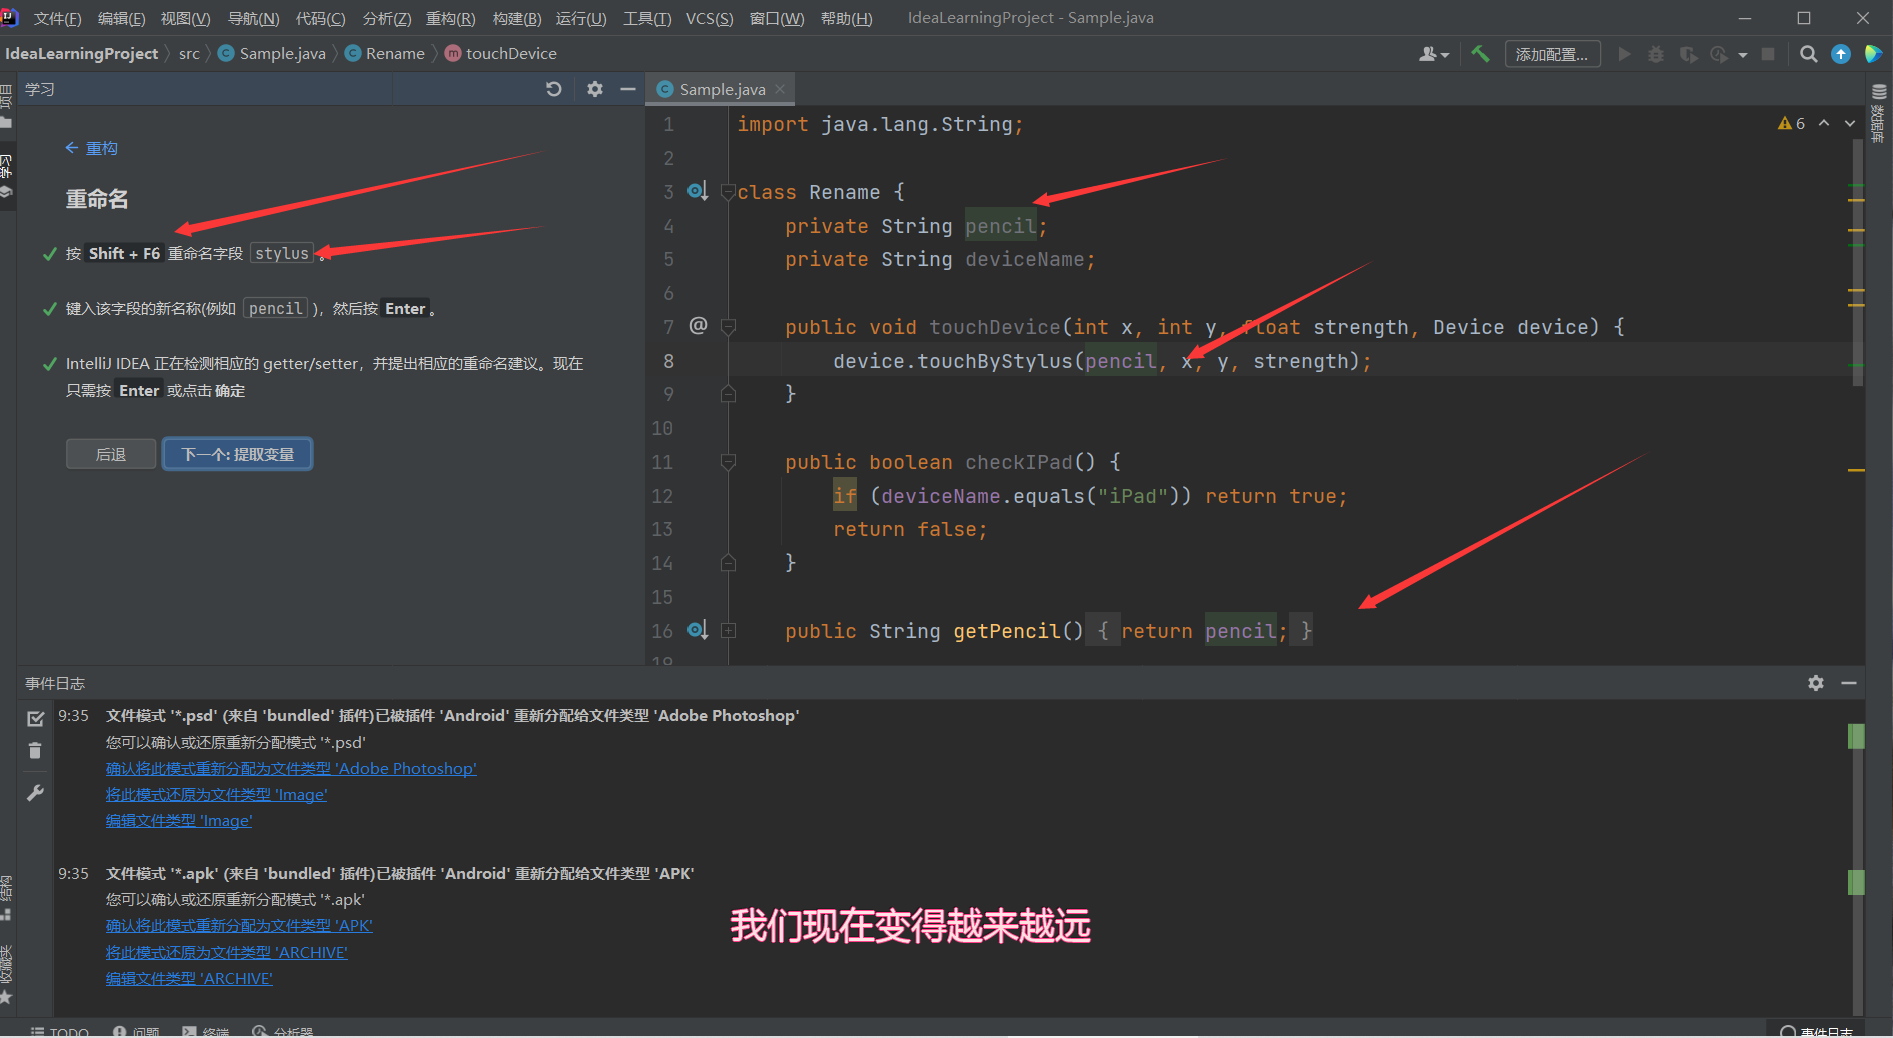 文件(F) 编辑(E) 视图(V) 导航(N) 代码(C) 分析(Z) 重构(R) 构建(B) 运行(U) 工具(T) VCS(S) 窗口(W) 帮助(H) IdeaLearningProject - Sample.java
IdeaLearningProject src Sample.java Rename touchDevice 添加配置...
项目
学习
结构
收藏夹
学习
← 重构
重命名
按 Shift + F6 重命名字段 stylus 。
键入该字段的新名称(例如 pencil )，然后按 Enter 。
IntelliJ IDEA 正在检测相应的 getter/setter，并提出相应的重命名建议。现在
只需按 Enter 或点击 确定
后退 下一个: 提取变量
Sample.java
6
数据库
1 import java.lang.String;
2
3 class Rename {
4 private String pencil;
5 private String deviceName;
6
7 @ public void touchDevice(int x, int y, float strength, Device device) {
8 device.touchByStylus(pencil, x, y, strength);
9 }
10
11 public boolean checkIPad() {
12 if (deviceName.equals("iPad")) return true;
13 return false;
14 }
15
16 public String getPencil() { return pencil; }
19
事件日志
9:35 文件模式 '*.psd' (来自 'bundled' 插件)已被插件 'Android' 重新分配给文件类型 'Adobe Photoshop'
您可以确认或还原重新分配模式 '*.psd'
确认将此模式重新分配为文件类型 'Adobe Photoshop'
将此模式还原为文件类型 'Image'
编辑文件类型 'Image'
9:35 文件模式 '*.apk' (来自 'bundled' 插件)已被插件 'Android' 重新分配给文件类型 'APK'
您可以确认或还原重新分配模式 '*.apk'
确认将此模式重新分配为文件类型 'APK'
将此模式还原为文件类型 'ARCHIVE'
编辑文件类型 'ARCHIVE'
我们现在变得越来越远
TODO 问题 终端 分析器 事件日志